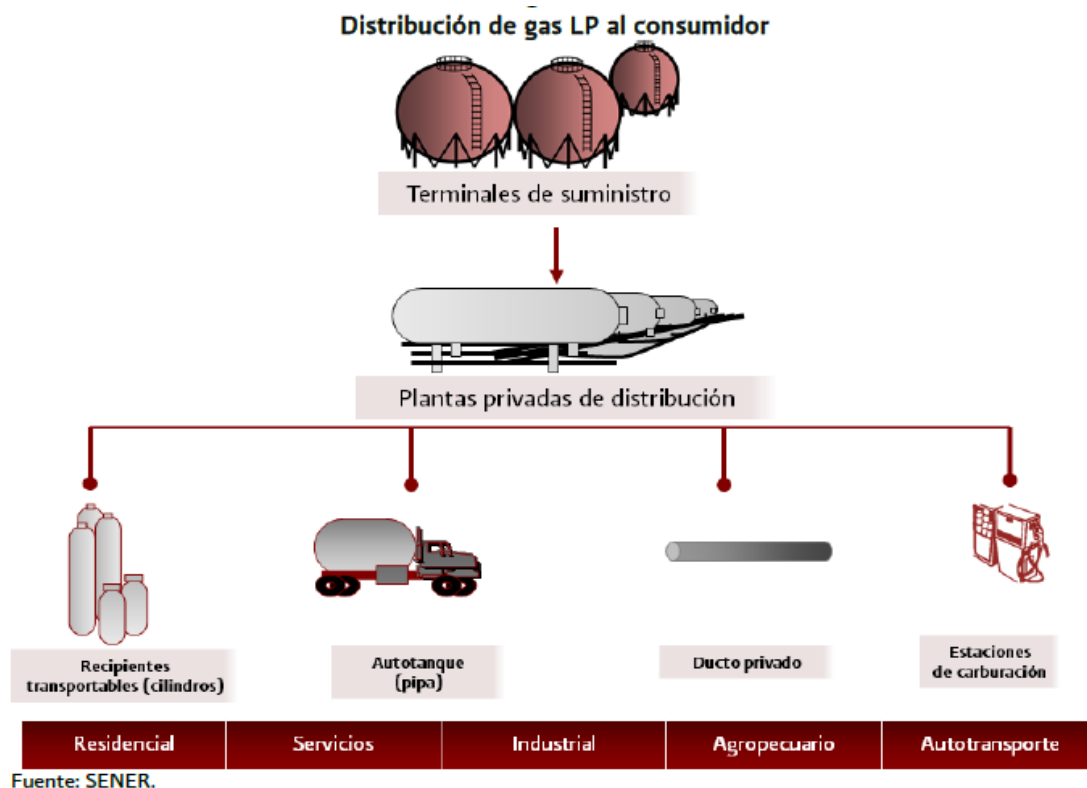 Distribución de gas LP al consumidor
Terminales de suministro
Plantas privadas de distribución
Recipientes
transportables (cilindros)
Autotanque
(pipa)
Ducto privado
Estaciones
de carburación
Residencial
Servicios
Industrial
Agropecuario
Autotransporte
Fuente: SENER.